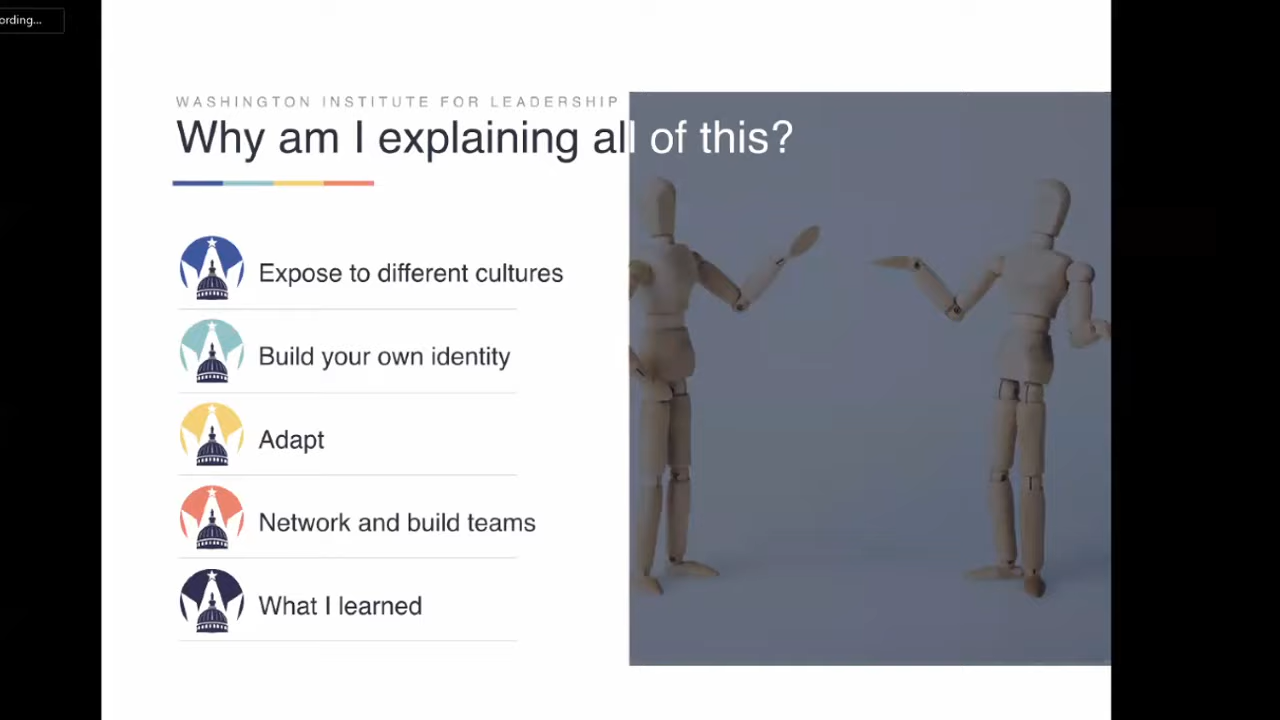 ording...
WASHINGTON INSTITUTE FOR LEADERSHIP
Why am I explaining all of this?
Expose to different cultures
Build your own identity
Adapt
Network and build teams
What I learned